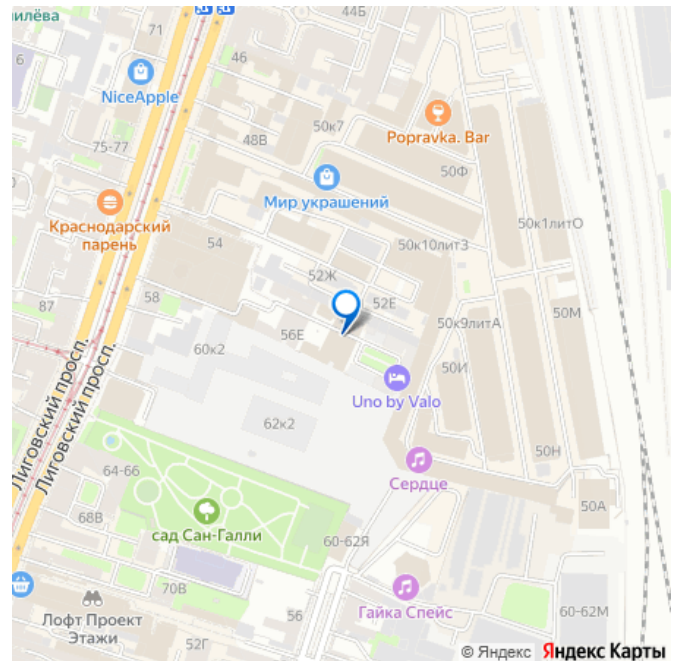 44Б
71
46
6
NiceApple
75-77
48В
50к7
Popravka. Bar
50Ф
Мир украшений
Краснодарский
парень
54
50к10литЗ
50к1литО
52Ж
87
58
52Е
56Е
50к9литА
50М
60к2
50И
Uno by Valo
Лиговский просп.
Лиговский просп.
62к2
50Н
64-66
Сердце
50А
68В
сад Сан-Галли
60-62Я
70В
Гайка Спейс
56
60-62М
Лофт Проект
Этажи
52Г
© Яндекс Яндекс Карты